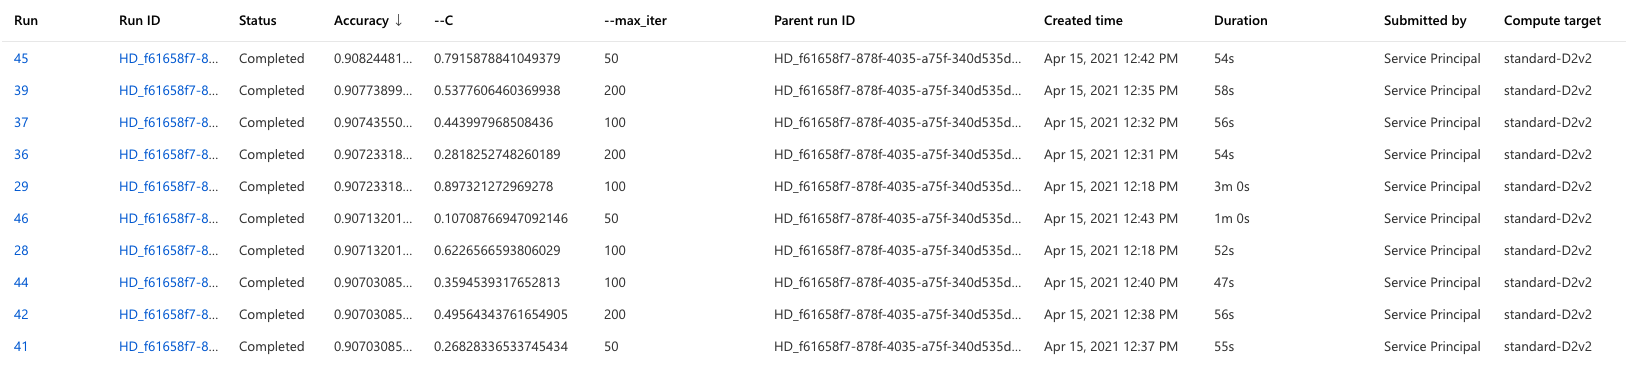 Run Run ID Status Accuracy ↓ --C --max_iter Parent run ID Created time Duration Submitted by Compute target
45 HD_f61658f7-8... Completed 0.90824481... 0.7915878841049379 50 HD_f61658f7-878f-4035-a75f-340d535d... Apr 15, 2021 12:42 PM 54s Service Principal standard-D2v2
39 HD_f61658f7-8... Completed 0.90773899... 0.5377606460369938 200 HD_f61658f7-878f-4035-a75f-340d535d... Apr 15, 2021 12:35 PM 58s Service Principal standard-D2v2
37 HD_f61658f7-8... Completed 0.90743550... 0.443997968508436 100 HD_f61658f7-878f-4035-a75f-340d535d... Apr 15, 2021 12:32 PM 56s Service Principal standard-D2v2
36 HD_f61658f7-8... Completed 0.90723318... 0.2818252748260189 200 HD_f61658f7-878f-4035-a75f-340d535d... Apr 15, 2021 12:31 PM 54s Service Principal standard-D2v2
29 HD_f61658f7-8... Completed 0.90723318... 0.897321272969278 100 HD_f61658f7-878f-4035-a75f-340d535d... Apr 15, 2021 12:18 PM 3m 0s Service Principal standard-D2v2
46 HD_f61658f7-8... Completed 0.90713201... 0.10708766947092146 50 HD_f61658f7-878f-4035-a75f-340d535d... Apr 15, 2021 12:43 PM 1m 0s Service Principal standard-D2v2
28 HD_f61658f7-8... Completed 0.90713201... 0.6226566593806029 100 HD_f61658f7-878f-4035-a75f-340d535d... Apr 15, 2021 12:18 PM 52s Service Principal standard-D2v2
44 HD_f61658f7-8... Completed 0.90703085... 0.3594539317652813 100 HD_f61658f7-878f-4035-a75f-340d535d... Apr 15, 2021 12:40 PM 47s Service Principal standard-D2v2
42 HD_f61658f7-8... Completed 0.90703085... 0.49564343761654905 200 HD_f61658f7-878f-4035-a75f-340d535d... Apr 15, 2021 12:38 PM 56s Service Principal standard-D2v2
41 HD_f61658f7-8... Completed 0.90703085... 0.26828336533745434 50 HD_f61658f7-878f-4035-a75f-340d535d... Apr 15, 2021 12:37 PM 55s Service Principal standard-D2v2